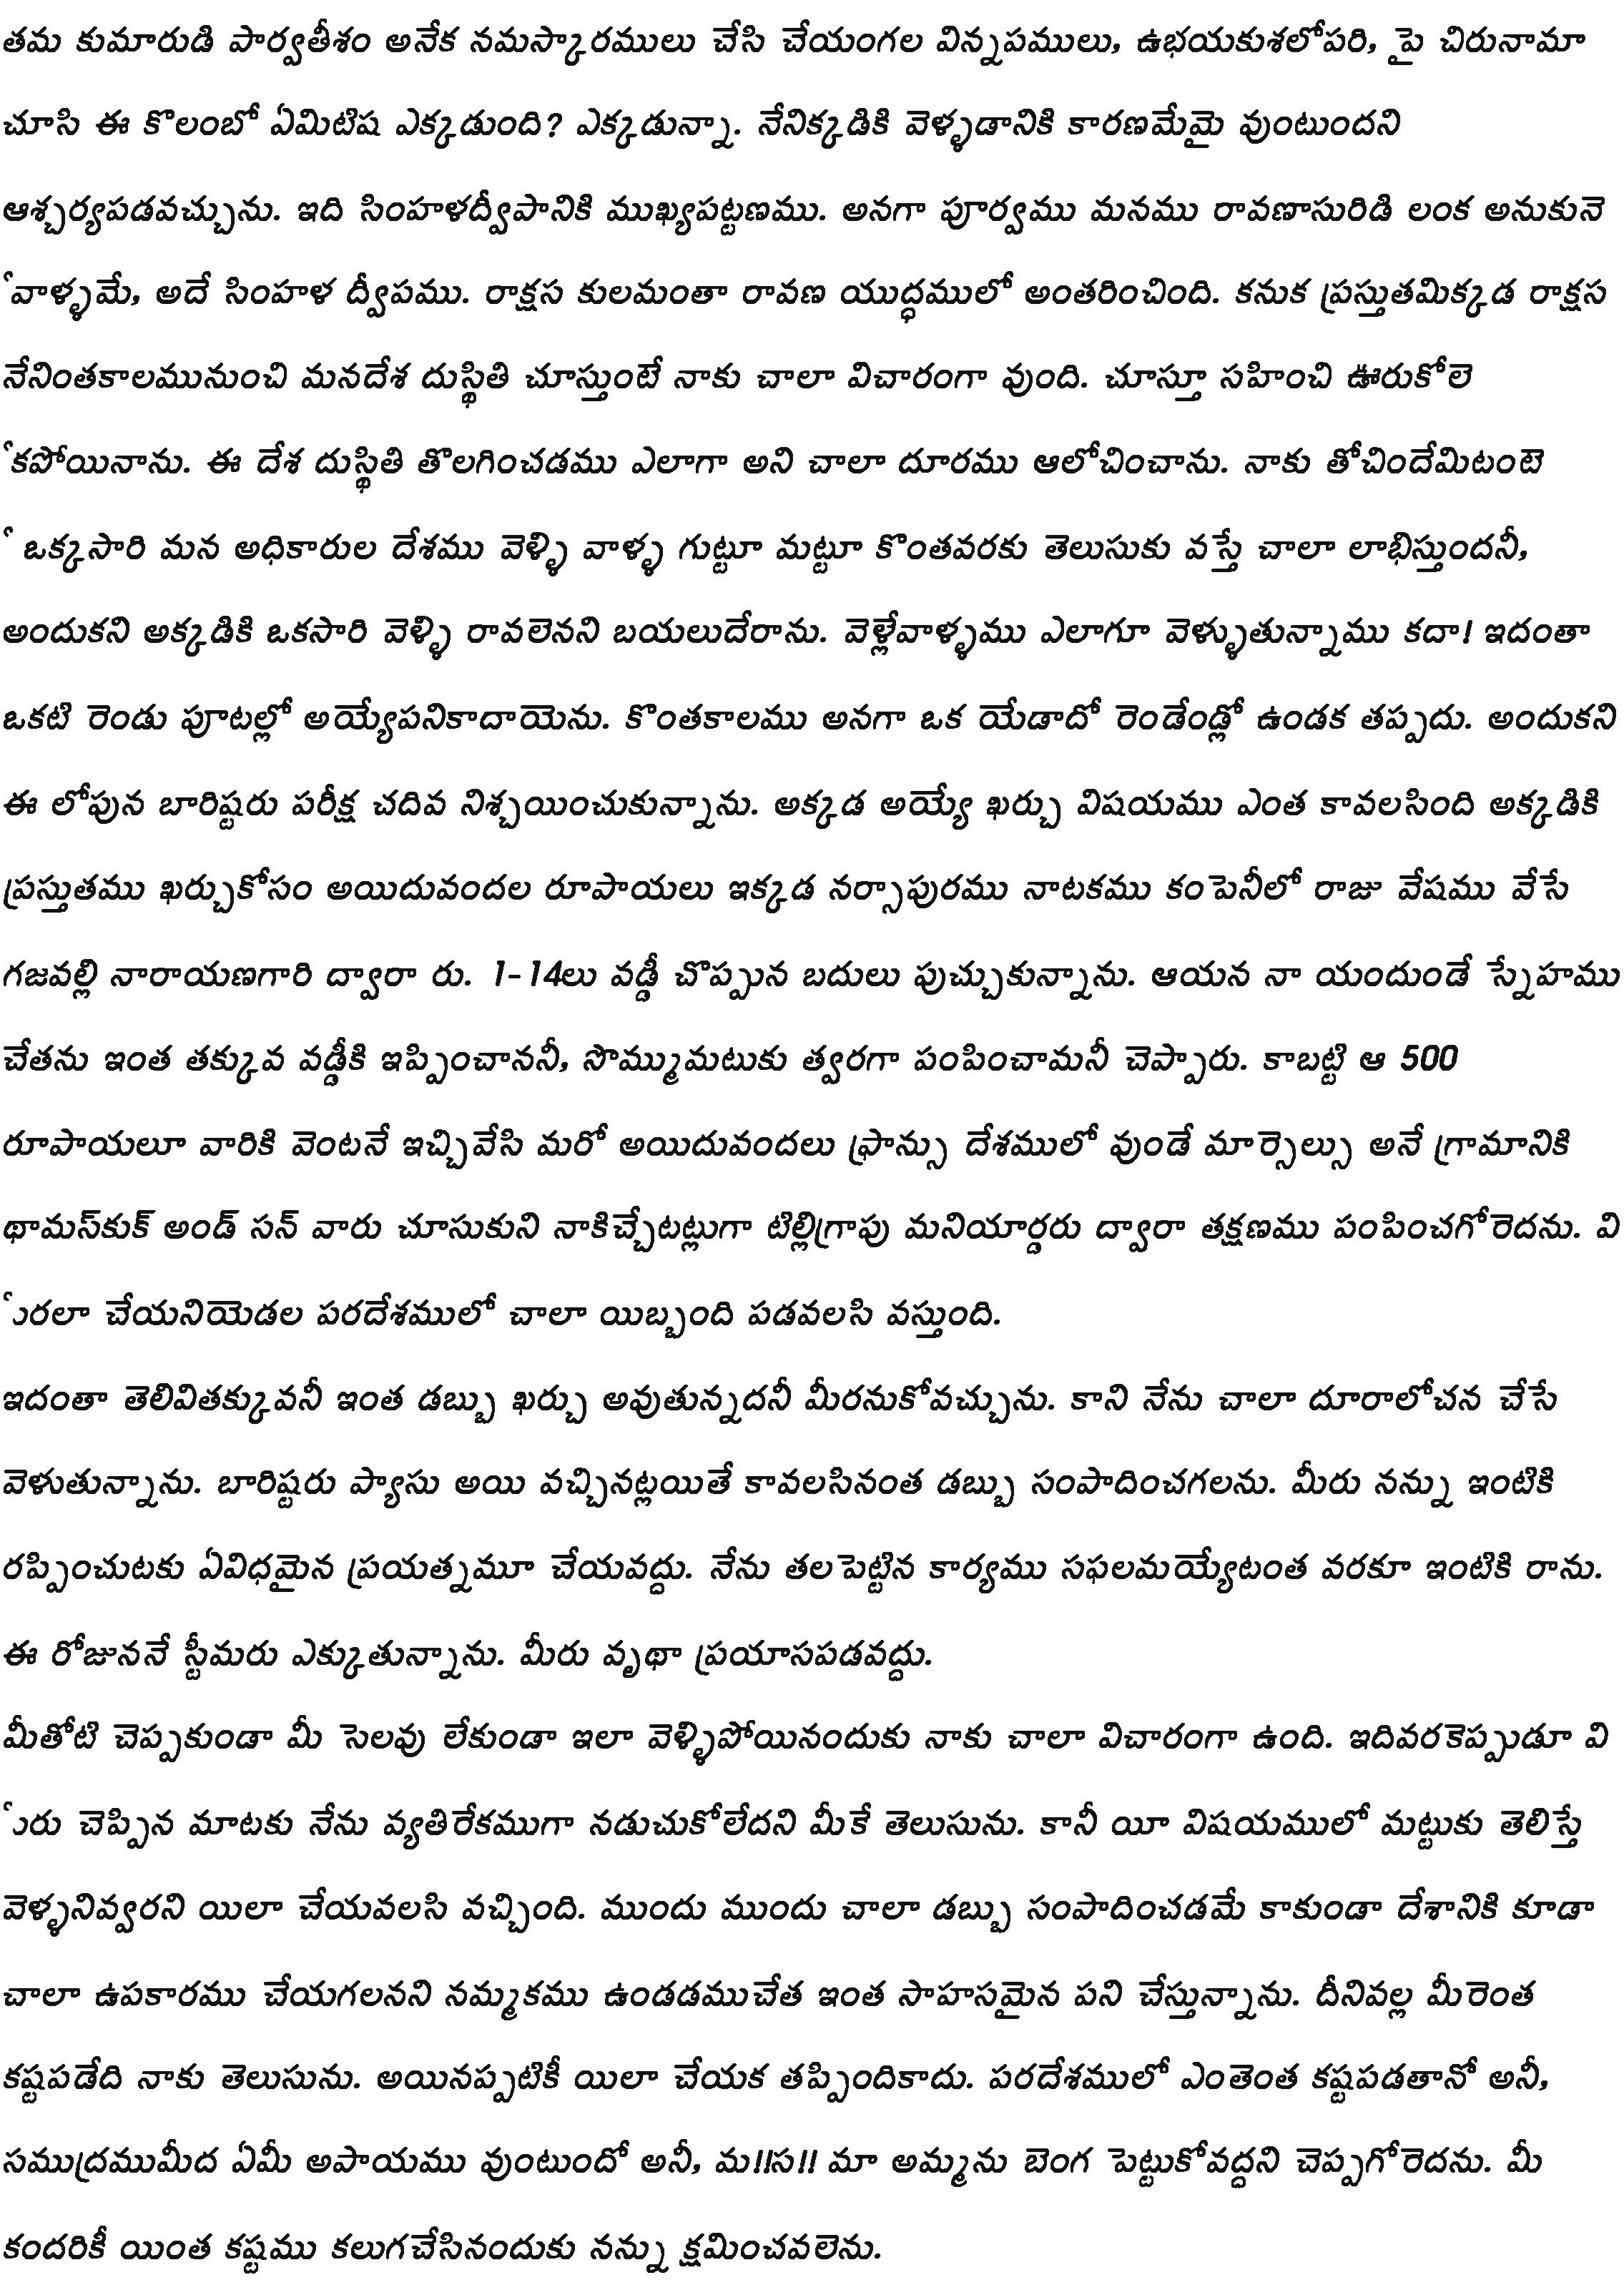 తమ కుమారుడి పార్వతీశం అనేక నమస్కారములు చేసి చేయంగల విన్నపములు, ఉభయకుశలోపరి, పై చిరునామా
చూసి ఈ కొలంబో ఏమిటిష ఎక్కడుంది? ఎక్కడున్నా. నేనిక్కడికి వెళ్ళడానికి కారణమేమై వుంటుందని
ఆశ్చర్యపడవచ్చును. ఇది సింహళద్వీపానికి ముఖ్యపట్టణము. అనగా పూర్వము మనము రావణాసురిడి లంక అనుకునె
ేవాళ్ళమే, అదే సింహళ ద్వీపము. రాక్షస కులమంతా రావణ యుద్ధములో అంతరించింది. కనుక ప్రస్తుతమిక్కడ రాక్షస
నేనింతకాలమునుంచి మనదేశ దుస్థితి చూస్తుంటే నాకు చాలా విచారంగా వుంది. చూస్తూ సహించి ఊరుకోలె
ేకపోయినాను. ఈ దేశ దుస్థితి తొలగించడము ఎలాగా అని చాలా దూరము ఆలోచించాను. నాకు తోచిందేమిటంటె
ే ఒక్కసారి మన అధికారుల దేశము వెళ్ళి వాళ్ళ గుట్టూ మట్టూ కొంతవరకు తెలుసుకు వస్తే చాలా లాభిస్తుందనీ,
అందుకని అక్కడికి ఒకసారి వెళ్ళి రావలెనని బయలుదేరాను. వెళ్లేవాళ్ళము ఎలాగూ వెళ్ళుతున్నాము కదా! ఇదంతా
ఒకటి రెండు పూటల్లో అయ్యేపనికాదాయెను. కొంతకాలము అనగా ఒక యేడాదో రెండేండ్లో ఉండక తప్పదు. అందుకని
ఈ లోపున బారిష్టరు పరీక్ష చదివ నిశ్చయించుకున్నాను. అక్కడ అయ్యే ఖర్చు విషయము ఎంత కావలసింది అక్కడికి
ప్రస్తుతము ఖర్చుకోసం అయిదువందల రూపాయలు ఇక్కడ నర్సాపురము నాటకము కంపెనీలో రాజు వేషము వేసే
గజవల్లి నారాయణగారి ద్వారా రు. 1-14లు వడ్డీ చొప్పున బదులు పుచ్చుకున్నాను. ఆయన నా యందుండే స్నేహము
చేతను ఇంత తక్కువ వడ్డీకి ఇప్పించాననీ, సొమ్ముమటుకు త్వరగా పంపించామనీ చెప్పారు. కాబట్టి ఆ 500
రూపాయలూ వారికి వెంటనే ఇచ్చివేసి మరో అయిదువందలు ఫ్రాన్సు దేశములో వుండే మార్సెల్సు అనే గ్రామానికి
థామస్‌కుక్ అండ్ సన్ వారు చూసుకుని నాకిచ్చేటట్లుగా టిల్లిగ్రాపు మనియార్డరు ద్వారా తక్షణము పంపించగోరెదను. వి
ీురలా చేయనియెడల పరదేశములో చాలా యిబ్బంది పడవలసి వస్తుంది.
ఇదంతా తెలివితక్కువనీ ఇంత డబ్బు ఖర్చు అవుతున్నదనీ మీరనుకోవచ్చును. కాని నేను చాలా దూరాలోచన చేసే
వెళుతున్నాను. బారిష్టరు ప్యాసు అయి వచ్చినట్లయితే కావలసినంత డబ్బు సంపాదించగలను. మీరు నన్ను ఇంటికి
రప్పించుటకు ఏవిధమైన ప్రయత్నమూ చేయవద్దు. నేను తలపెట్టిన కార్యము సఫలమయ్యేటంత వరకూ ఇంటికి రాను.
ఈ రోజుననే స్టీమరు ఎక్కుతున్నాను. మీరు వృథా ప్రయాసపడవద్దు.
మీతోటి చెప్పకుండా మీ సెలవు లేకుండా ఇలా వెళ్ళిపోయినందుకు నాకు చాలా విచారంగా ఉంది. ఇదివరకెప్పుడూ వి
ీురు చెప్పిన మాటకు నేను వ్యతిరేకముగా నడుచుకోలేదని మీకే తెలుసును. కానీ యీ విషయములో మట్టుకు తెలిస్తే
వెళ్ళనివ్వరని యిలా చేయవలసి వచ్చింది. ముందు ముందు చాలా డబ్బు సంపాదించడమే కాకుండా దేశానికి కూడా
చాలా ఉపకారము చేయగలనని నమ్మకము ఉండడముచేత ఇంత సాహసమైన పని చేస్తున్నాను. దీనివల్ల మీరెంత
కష్టపడేది నాకు తెలుసును. అయినప్పటికీ యిలా చేయక తప్పిందికాదు. పరదేశములో ఎంతెంత కష్టపడతానో అనీ,
సముద్రముమీద ఏమీ అపాయము వుంటుందో అనీ, మ!!స!! మా అమ్మను బెంగ పెట్టుకోవద్దని చెప్పగోరెదను. మీ
కందరికీ యింత కష్టము కలుగచేసినందుకు నన్ను క్షమించవలెను.